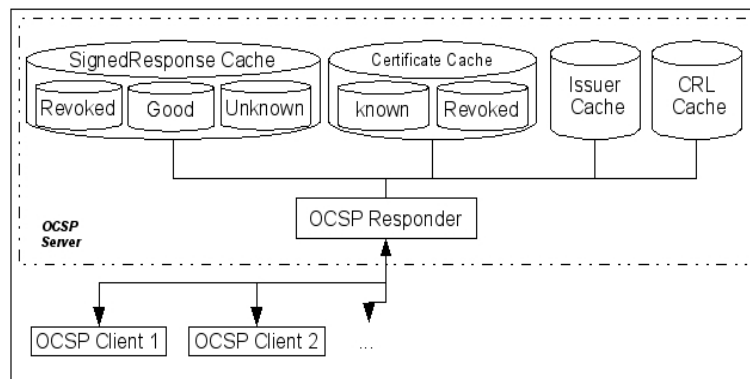 SignedResponse Cache
Revoked
Good
Unknown
Certificate Cache
known
Revoked
Issuer
Cache
CRL
Cache
OCSP Responder
OCSP
Server
OCSP Client 1
OCSP Client 2
...